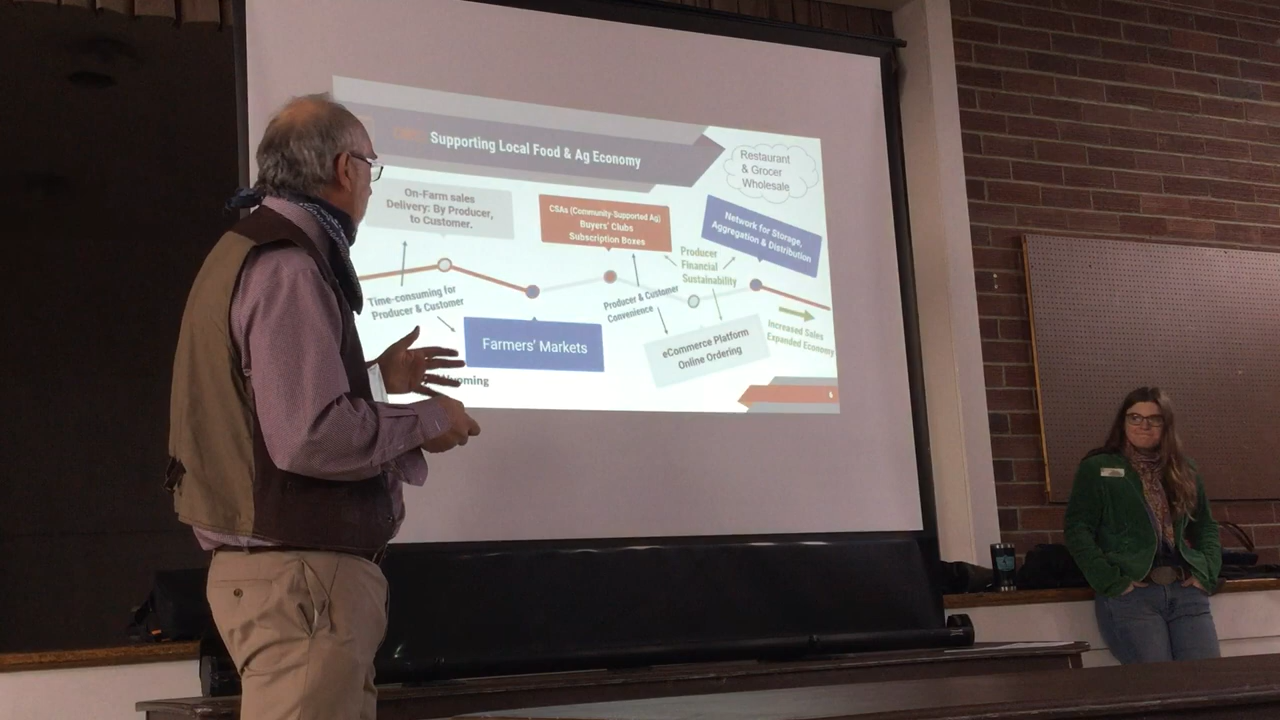 Supporting Local Food & Ag Economy
Restaurant
& Grocer
Wholesale
On-Farm sales
Delivery: By Producer,
to Customer.
CSAs (Community-Supported Ag)
Buyers' Clubs
Subscription Boxes
Network for Storage,
Aggregation & Distribution
Producer
Financial
Sustainability
Time-consuming for
Producer & Customer
Producer & Customer
Convenience
Increased Sales
Expanded Economy
Farmers' Markets
eCommerce Platform
Online Ordering
6